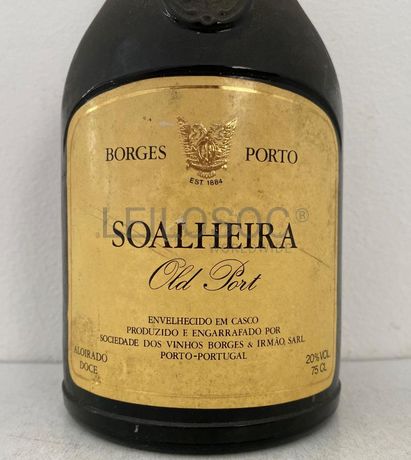 BORGES PORTO
EST 1884
LEILOSOC®
WORLDWIDE
SOALHEIRA
Old Port
ENVELHECIDO EM CASCO
PRODUZIDO E ENGARRAFADO POR
SOCIEDADE DOS VINHOS BORGES & IRMÃO, SARL
PORTO-PORTUGAL
ALOIRADO
DOCE
20% VOL
75 CL